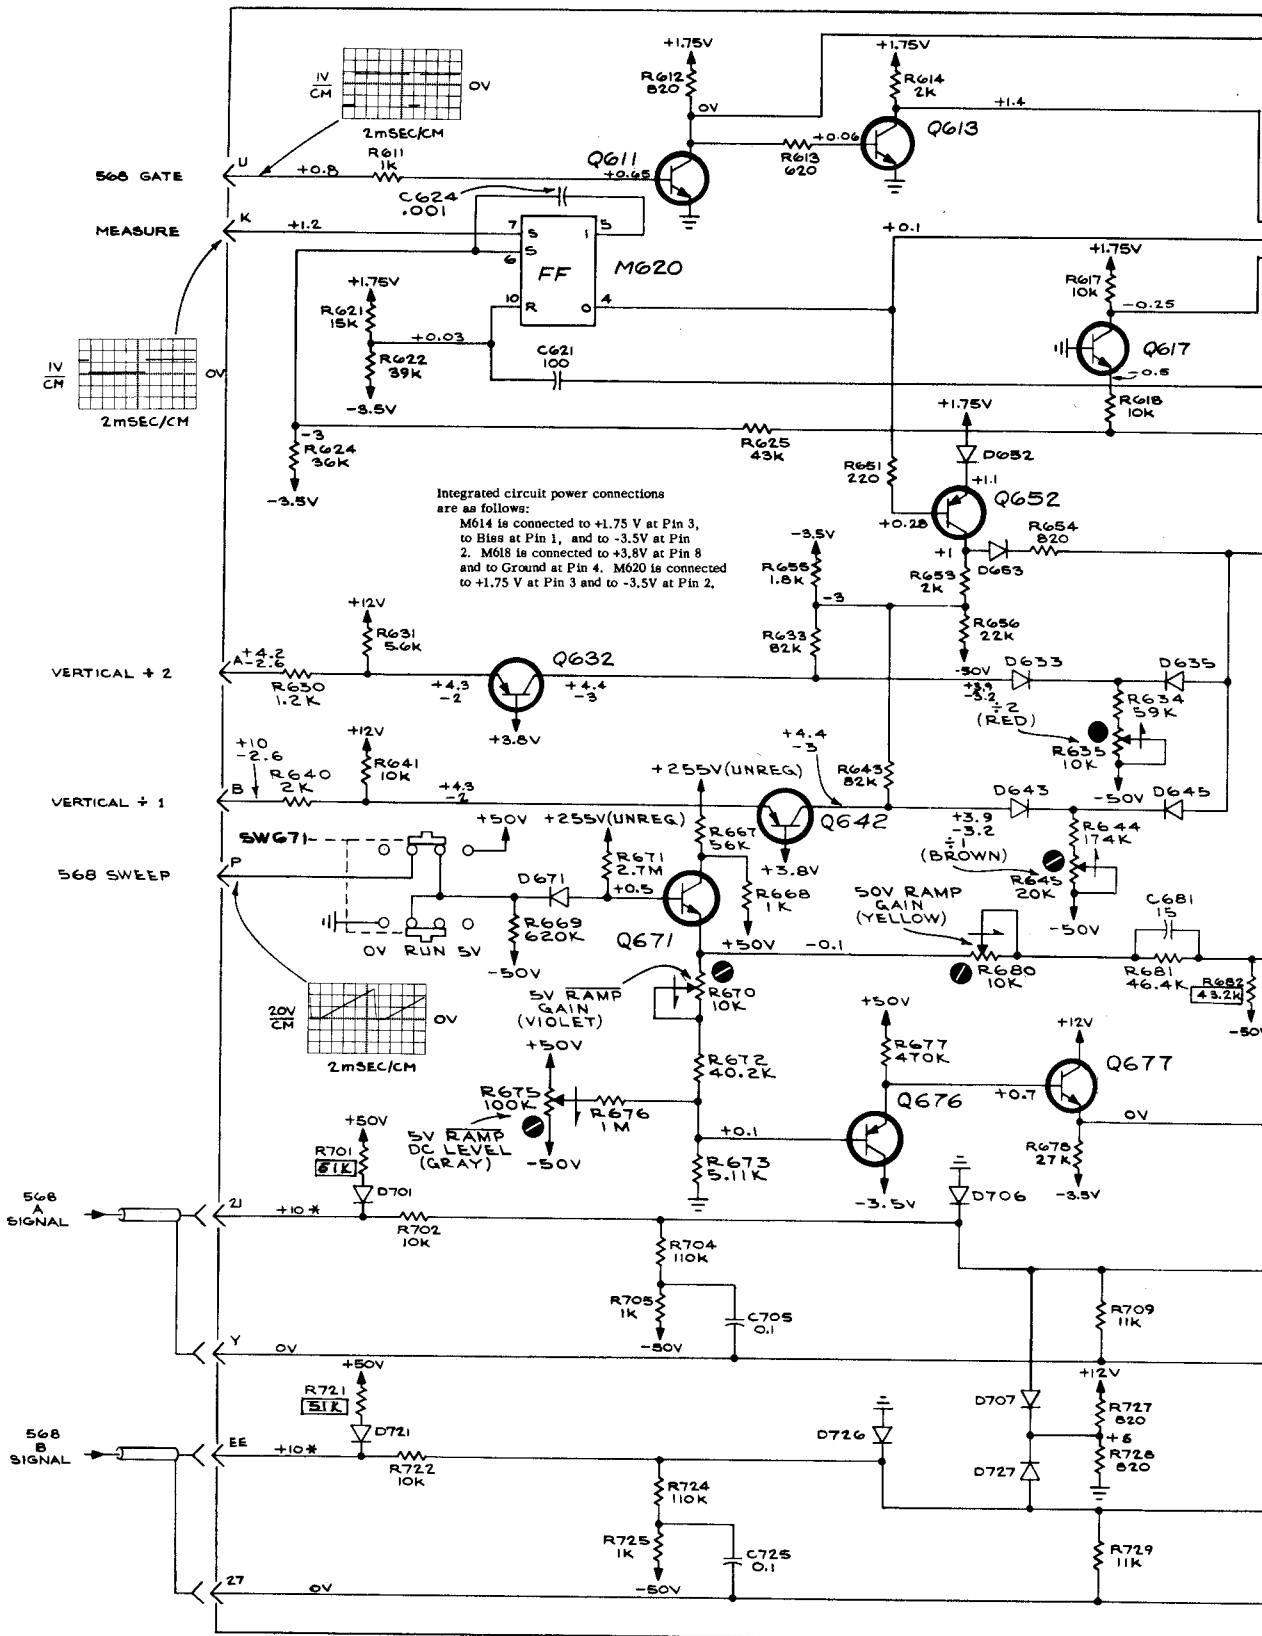 +1.75V
R612
820
0V
+1.75V
R614
2K
+1.4
Q613
1V
CM
0V
2mSEC/CM
568 GATE
U
+0.8
R611
1K
Q611
+0.65
R613
620
+0.06
C624
.001
MEASURE
K
+1.2
7
S
5
1
6
S
FF
M620
10
R
4
0
+0.1
+1.75V
R617
10K
-0.25
Q617
-0.5
R618
10K
+1.75V
R621
15K
+0.03
R622
39K
-3.5V
C621
100
1V
CM
0V
2mSEC/CM
-3
R624
36K
-3.5V
R625
43K
+1.75V
D652
+1.1
R651
220
Q652
+0.28
R654
820
+1
D653
R653
2K
Integrated circuit power connections
are as follows:
M614 is connected to +1.75 V at Pin 3,
to Bias at Pin 1, and to -3.5V at Pin
2. M618 is connected to +3.8V at Pin 8
and to Ground at Pin 4. M620 is connected
to +1.75 V at Pin 3 and to -3.5V at Pin 2.
-3.5V
R655
1.8K
-3
R633
82K
R656
22K
-50V
+12V
R631
5.6K
VERTICAL ÷ 2
A
+4.2
-2.6
R630
1.2K
+4.3
-2
Q632
+4.4
-3
+3.8V
+3.9
-3.2
÷2
(RED)
D633
D635
R634
59K
R635
10K
-50V
+10
-2.6
R640
2K
+12V
R641
10K
VERTICAL ÷ 1
B
+4.3
-2
+255V(UNREG)
+4.4
-3
R643
82K
Q642
+3.8V
D643
D645
+3.9
-3.2
÷1
(BROWN)
R644
174K
R645
20K
-50V
SW671
+50V
+255V(UNREG)
R671
2.7M
R667
56K
568 SWEEP
P
D671
+0.5
R668
1K
+50V
0V RUN 5V
R669
620K
-50V
Q671
-0.1
50V RAMP
GAIN
(YELLOW)
R680
10K
C681
15
R681
46.4K
R682
43.2K
-50V
20V
CM
0V
2mSEC/CM
5V RAMP
GAIN
(VIOLET)
R670
10K
+50V
R675
100K
R676
1M
R672
40.2K
5V RAMP
DC LEVEL
(GRAY)
-50V
+0.1
R673
5.11K
+50V
R677
470K
Q676
-3.5V
+12V
Q677
+0.7
0V
R678
27K
-3.5V
+50V
R701
51K
D701
568
A
SIGNAL
21
+10*
R702
10K
R704
110K
R705
1K
-50V
C705
0.1
D706
R709
11K
Y
0V
+50V
R721
51K
D721
568
B
SIGNAL
EE
+10*
R722
10K
R724
110K
R725
1K
-50V
C725
0.1
D726
D707
D727
+12V
R727
820
+6
R728
820
R729
11K
27
0V